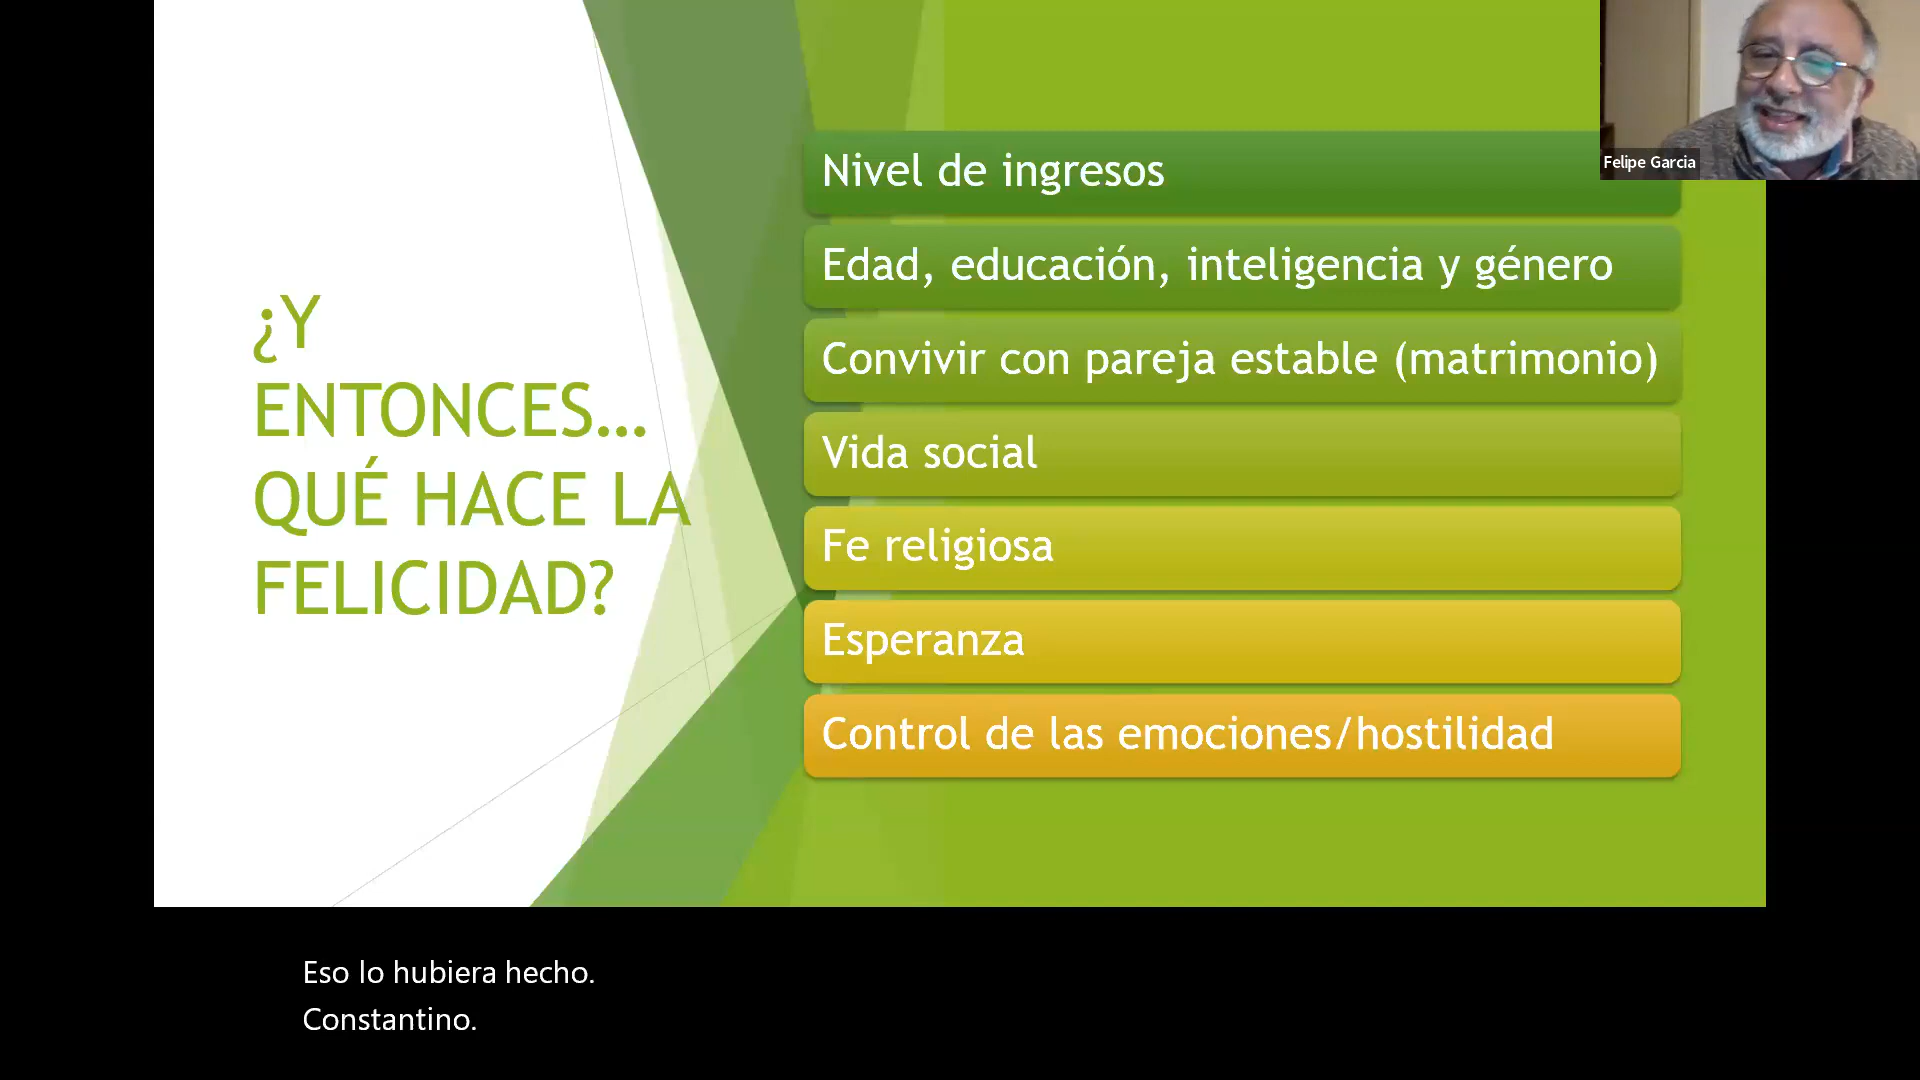 ¿Y
ENTONCES...
QUÉ HACE LA
FELICIDAD?
Nivel de ingresos
Edad, educación, inteligencia y género
Convivir con pareja estable (matrimonio)
Vida social
Fe religiosa
Esperanza
Control de las emociones/hostilidad
Felipe Garcia
Eso lo hubiera hecho.
Constantino.